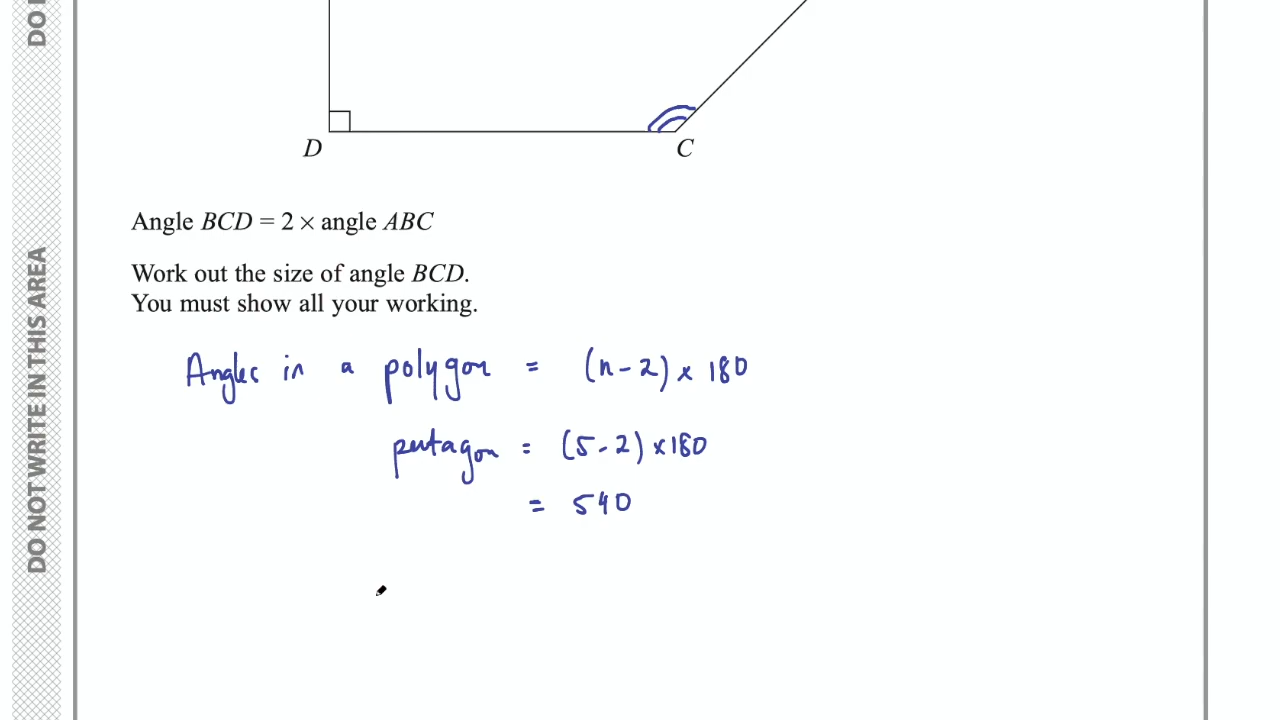 DO I
D
C
Angle BCD = 2 × angle ABC
Work out the size of angle BCD.
You must show all your working.
DO NOT WRITE IN THIS AREA
Angles in a polygon = (n - 2) × 180
pentagon = (5 - 2) × 180
= 540